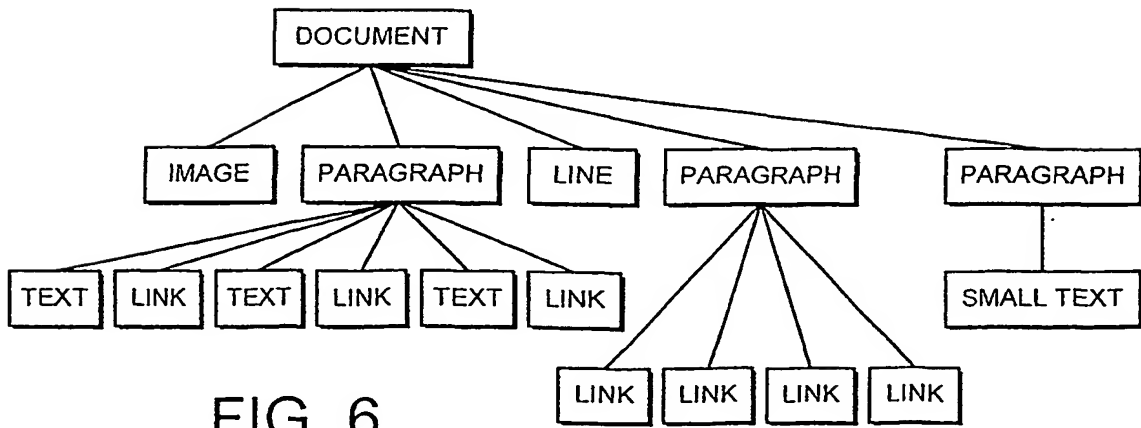 DOCUMENT
IMAGE PARAGRAPH LINE PARAGRAPH PARAGRAPH
TEXT LINK TEXT LINK TEXT LINK SMALL TEXT
LINK LINK LINK LINK
FIG. 6